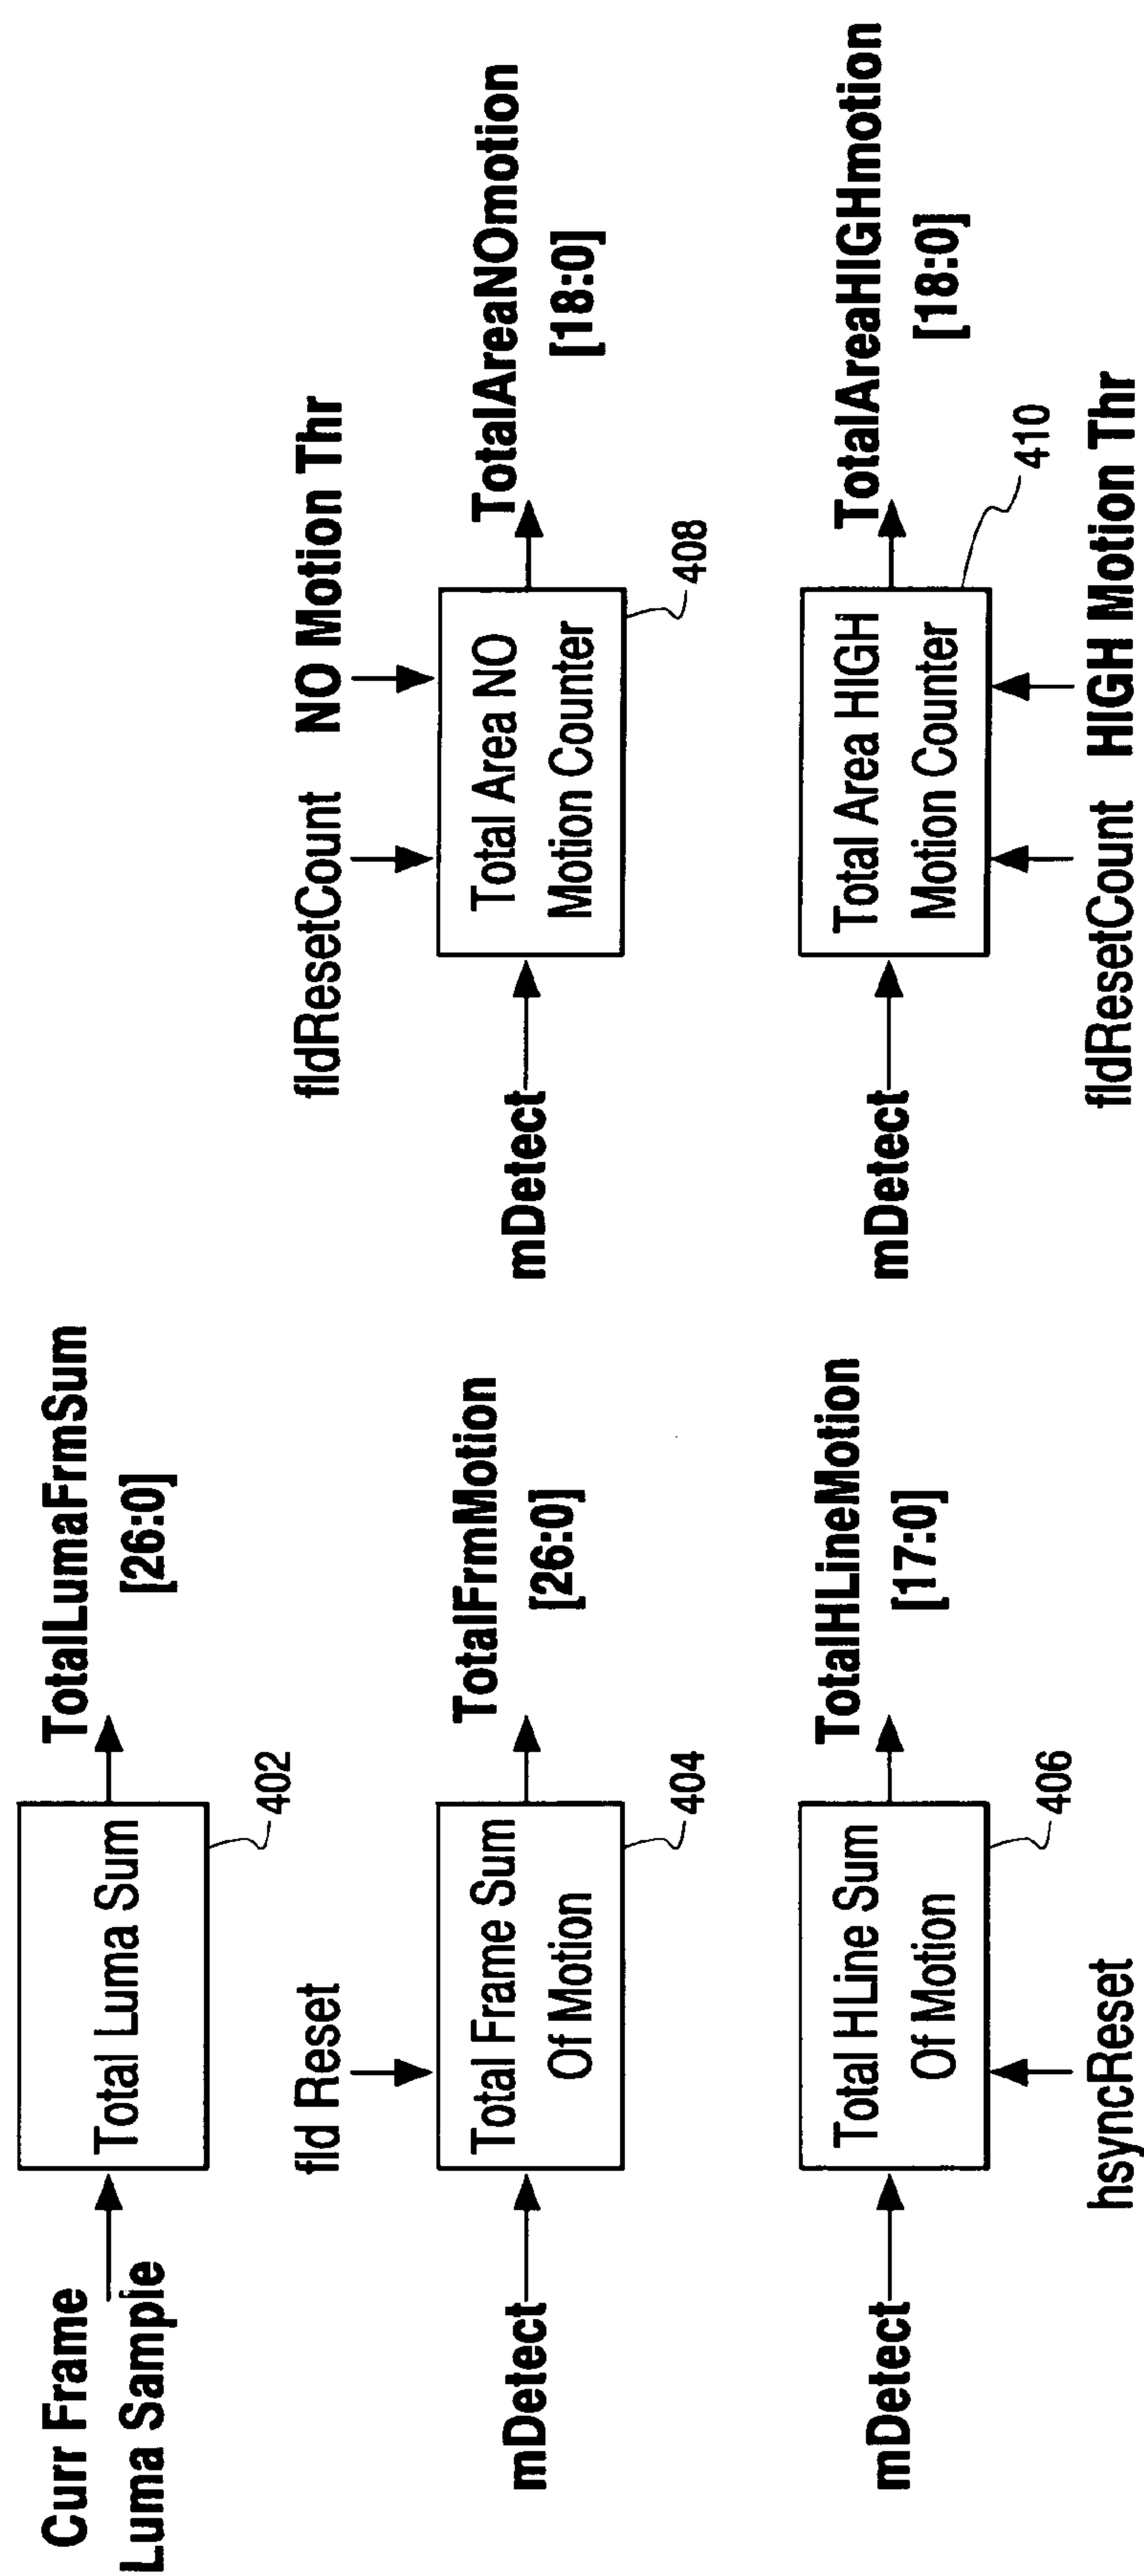 Curr Frame
Luma Sample
Total Luma Sum
402
TotalLumaFrmSum
[26:0]
fld Reset
mDetect
Total Frame Sum
Of Motion
404
TotalFrmMotion
[26:0]
mDetect
Total HLine Sum
Of Motion
406
hsyncReset
TotalHLineMotion
[17:0]
fldResetCount
NO Motion Thr
mDetect
Total Area NO
Motion Counter
408
TotalAreaNOmotion
[18:0]
mDetect
Total Area HIGH
Motion Counter
410
TotalAreaHIGHmotion
[18:0]
fldResetCount
HIGH Motion Thr